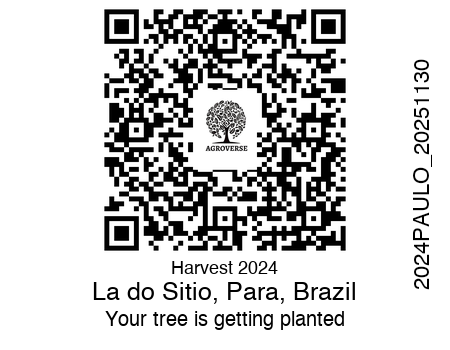 AGROVERSE
Harvest 2024
La do Sitio, Para, Brazil
Your tree is getting planted
2024PAULO_20251130